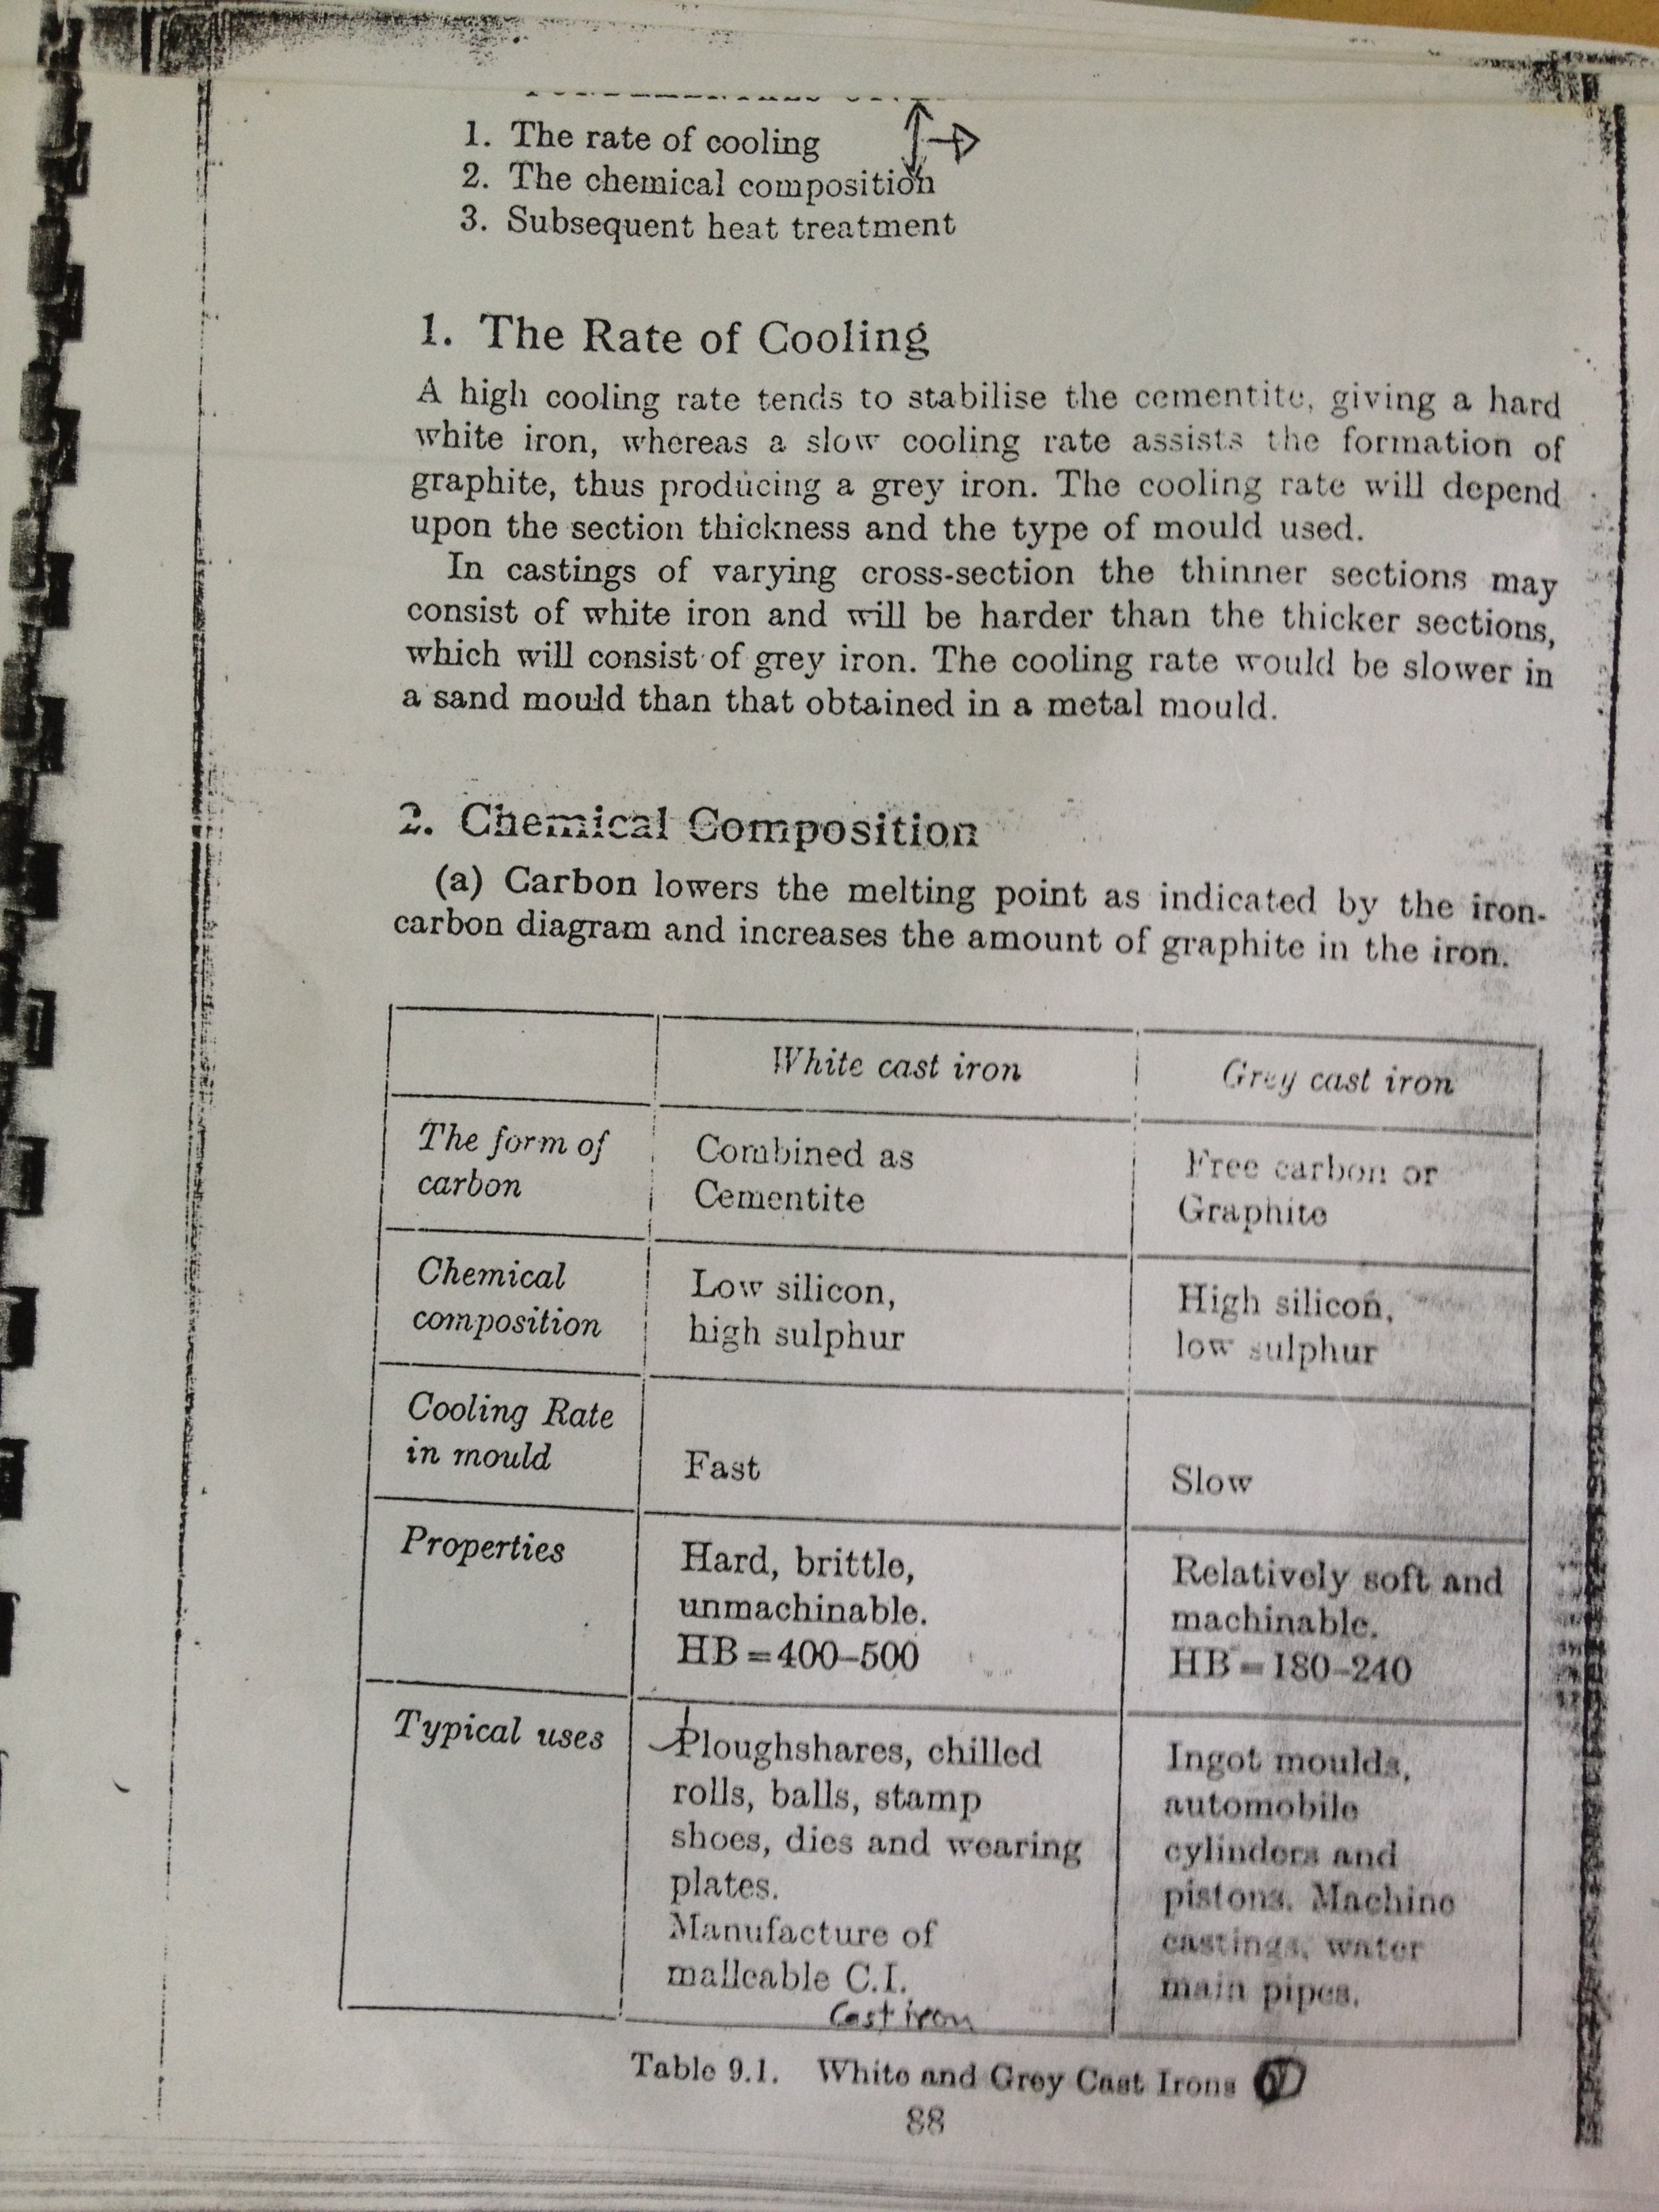 1. The rate of cooling
2. The chemical composition
3. Subsequent heat treatment
1. The Rate of Cooling
A high cooling rate tends to stabilise the cementite, giving a hard
white iron, whereas a slow cooling rate assists the formation of
graphite, thus producing a grey iron. The cooling rate will depend
upon the section thickness and the type of mould used.
In castings of varying cross-section the thinner sections may
consist of white iron and will be harder than the thicker sections,
which will consist of grey iron. The cooling rate would be slower in
a sand mould than that obtained in a metal mould.
2. Chemical Composition
(a) Carbon lowers the melting point as indicated by the iron-
carbon diagram and increases the amount of graphite in the iron.
White cast iron
Grey cast iron
The form of
carbon
Combined as
Cementite
Free carbon or
Graphite
Chemical
composition
Low silicon,
high sulphur
High silicon,
low sulphur
Cooling Rate
in mould
Fast
Slow
Properties
Hard, brittle,
unmachinable.
HB = 400–500
Relatively soft and
machinable.
HB = 180–240
Typical uses
Ploughshares, chilled
rolls, balls, stamp
shoes, dies and wearing
plates.
Manufacture of
malleable C.I.
Cast iron
Ingot moulds,
automobile
cylinders and
pistons. Machine
castings, water
main pipes.
Table 9.1. White and Grey Cast Irons
88